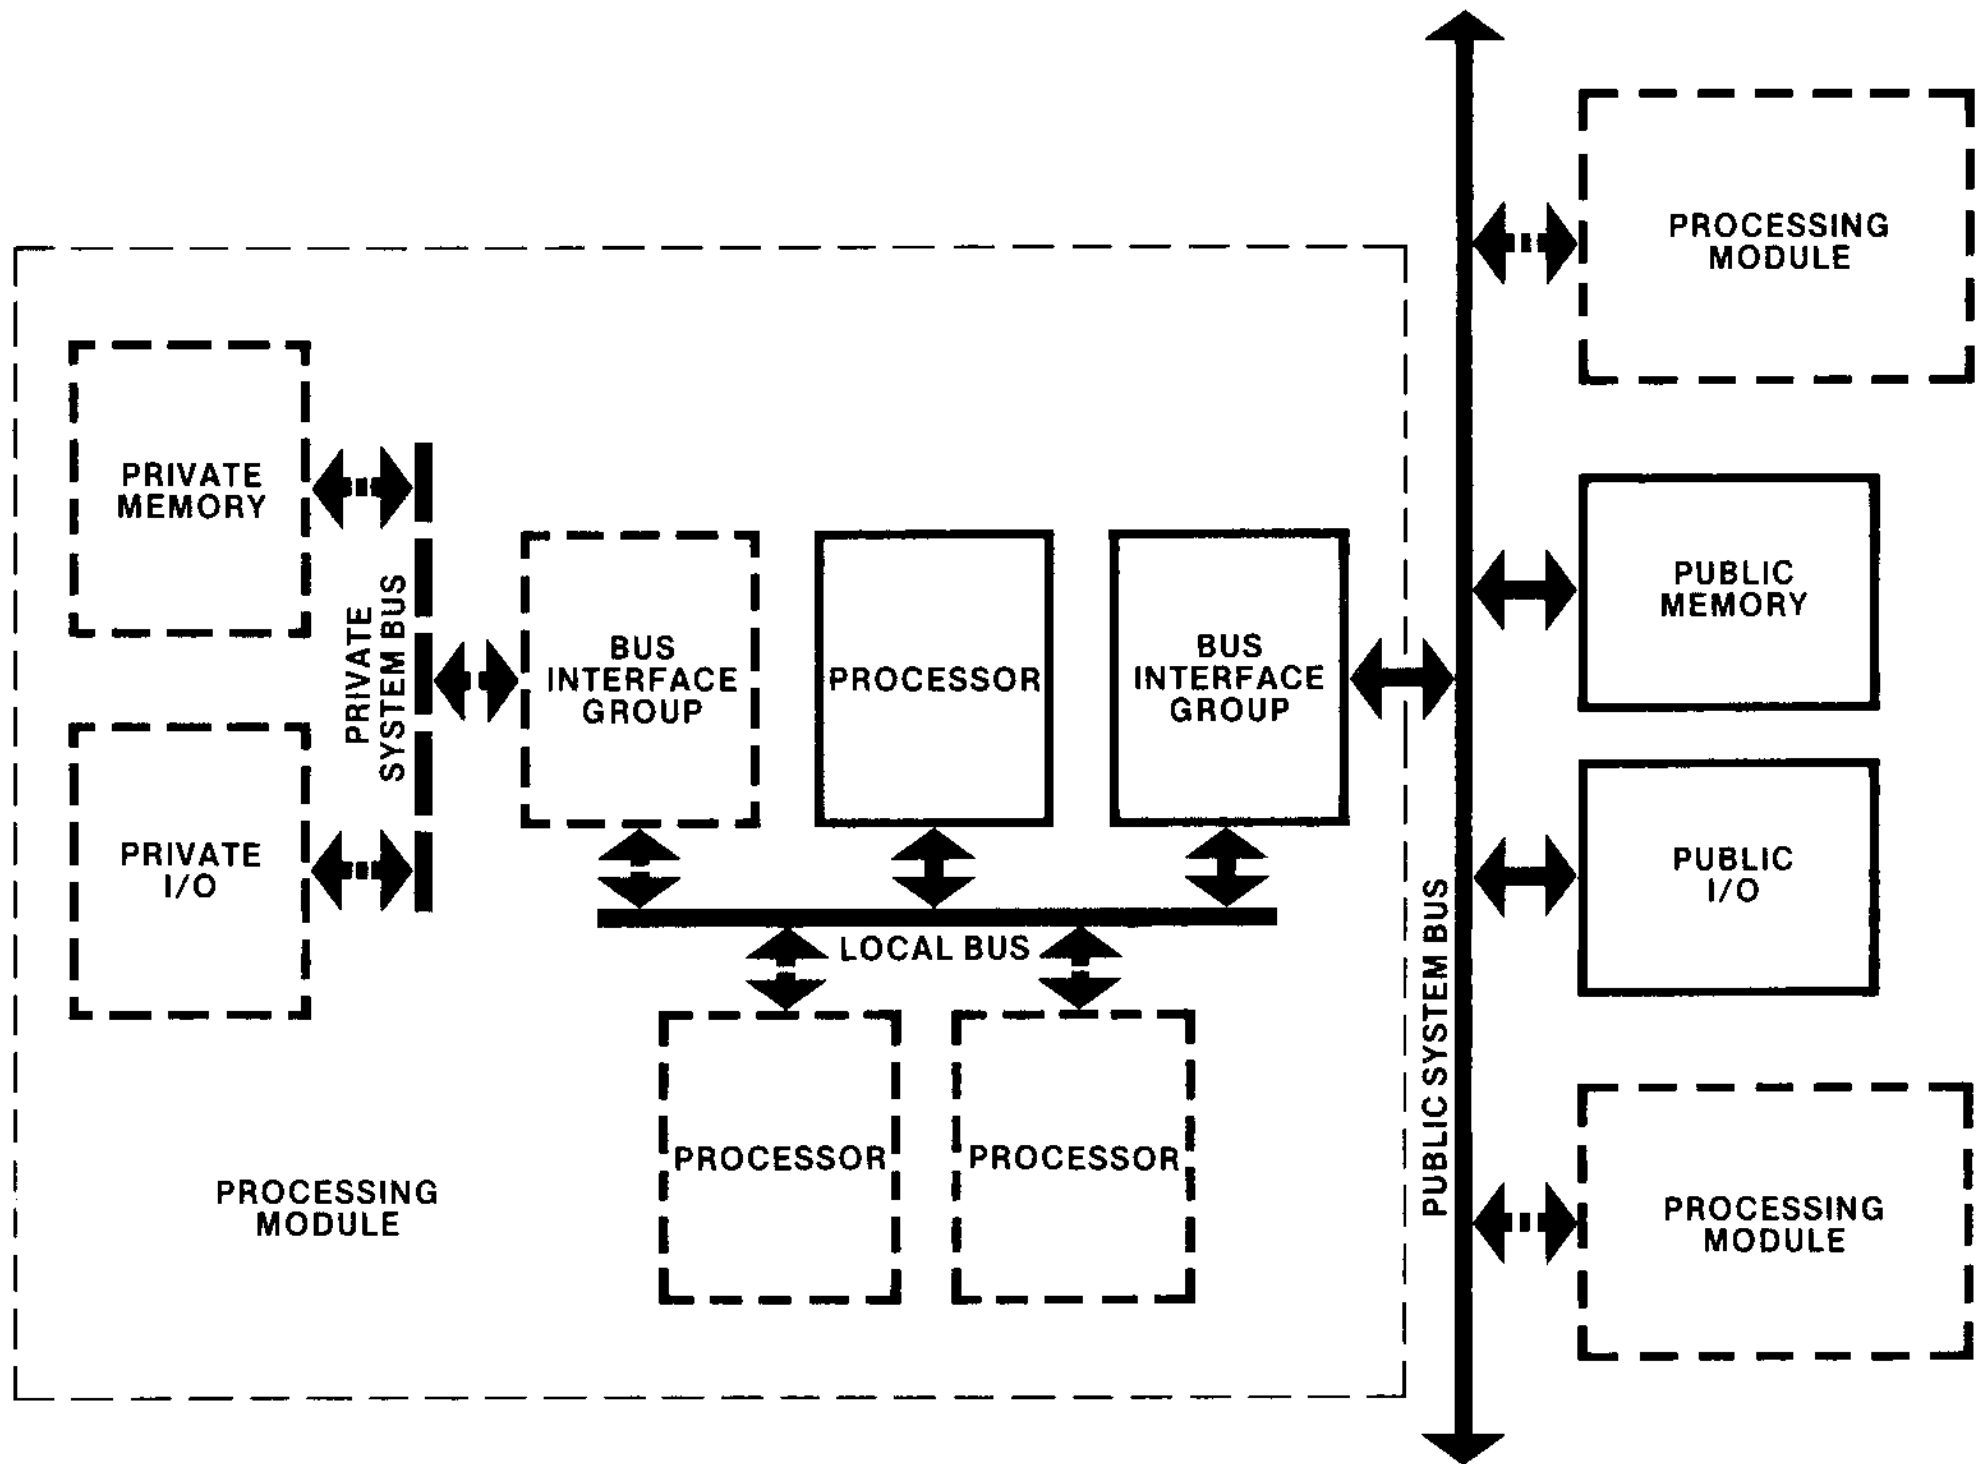 PROCESSING
MODULE
PRIVATE
MEMORY
PRIVATE
SYSTEM BUS
BUS
INTERFACE
GROUP
PROCESSOR
BUS
INTERFACE
GROUP
PUBLIC
MEMORY
PRIVATE
I/O
PUBLIC
I/O
LOCAL BUS
PUBLIC SYSTEM BUS
PROCESSOR
PROCESSOR
PROCESSING
MODULE
PROCESSING
MODULE